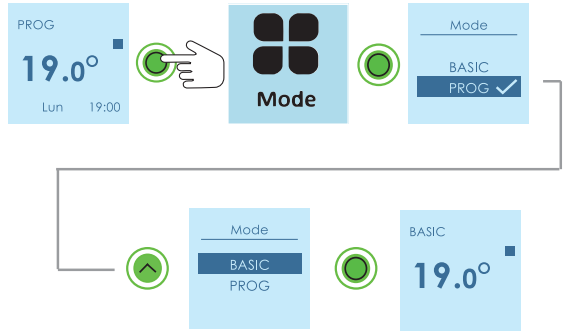 PROG
19.0°
Lun 19:00
Mode
Mode
BASIC
PROG
Mode
BASIC
PROG
BASIC
19.0°